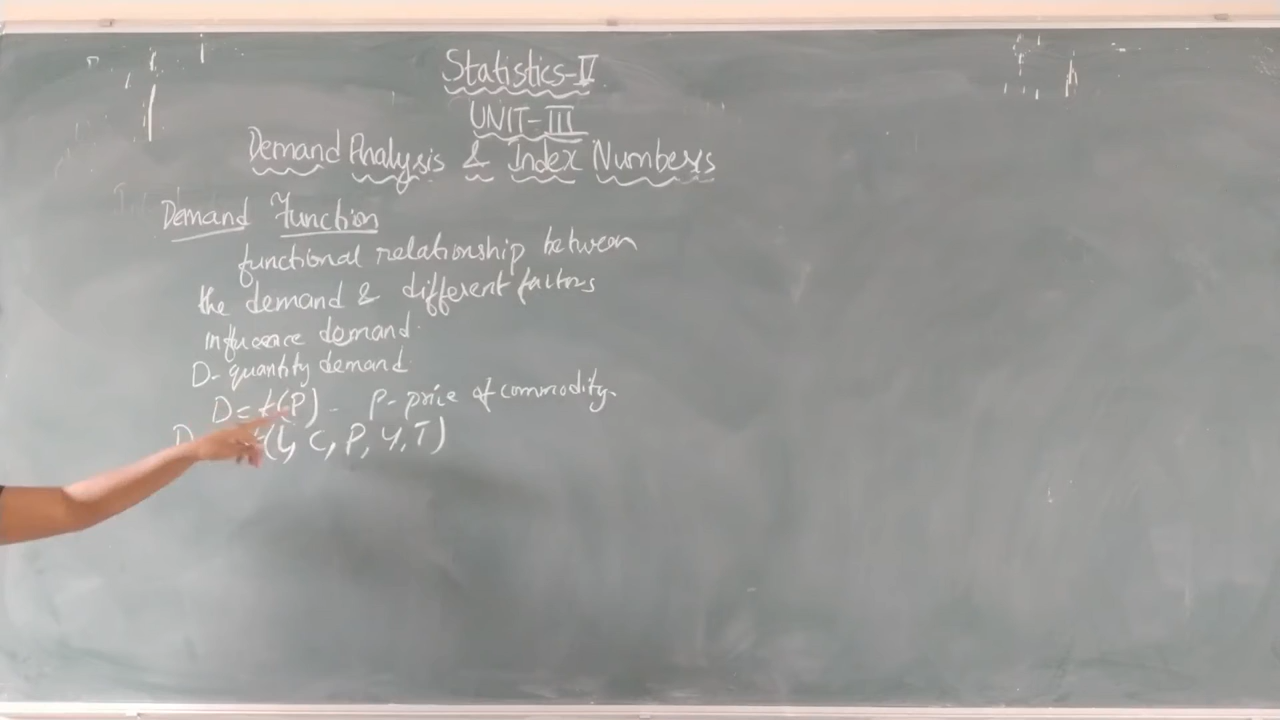 Statistics-V
UNIT-III
Demand Analysis & Index Numbers
Demand Function
functional relationship between
the demand & different factors
influence demand.
D- quantity demand
D = f(P) - P- price of commodity.
D (L, C, P, Y, T)